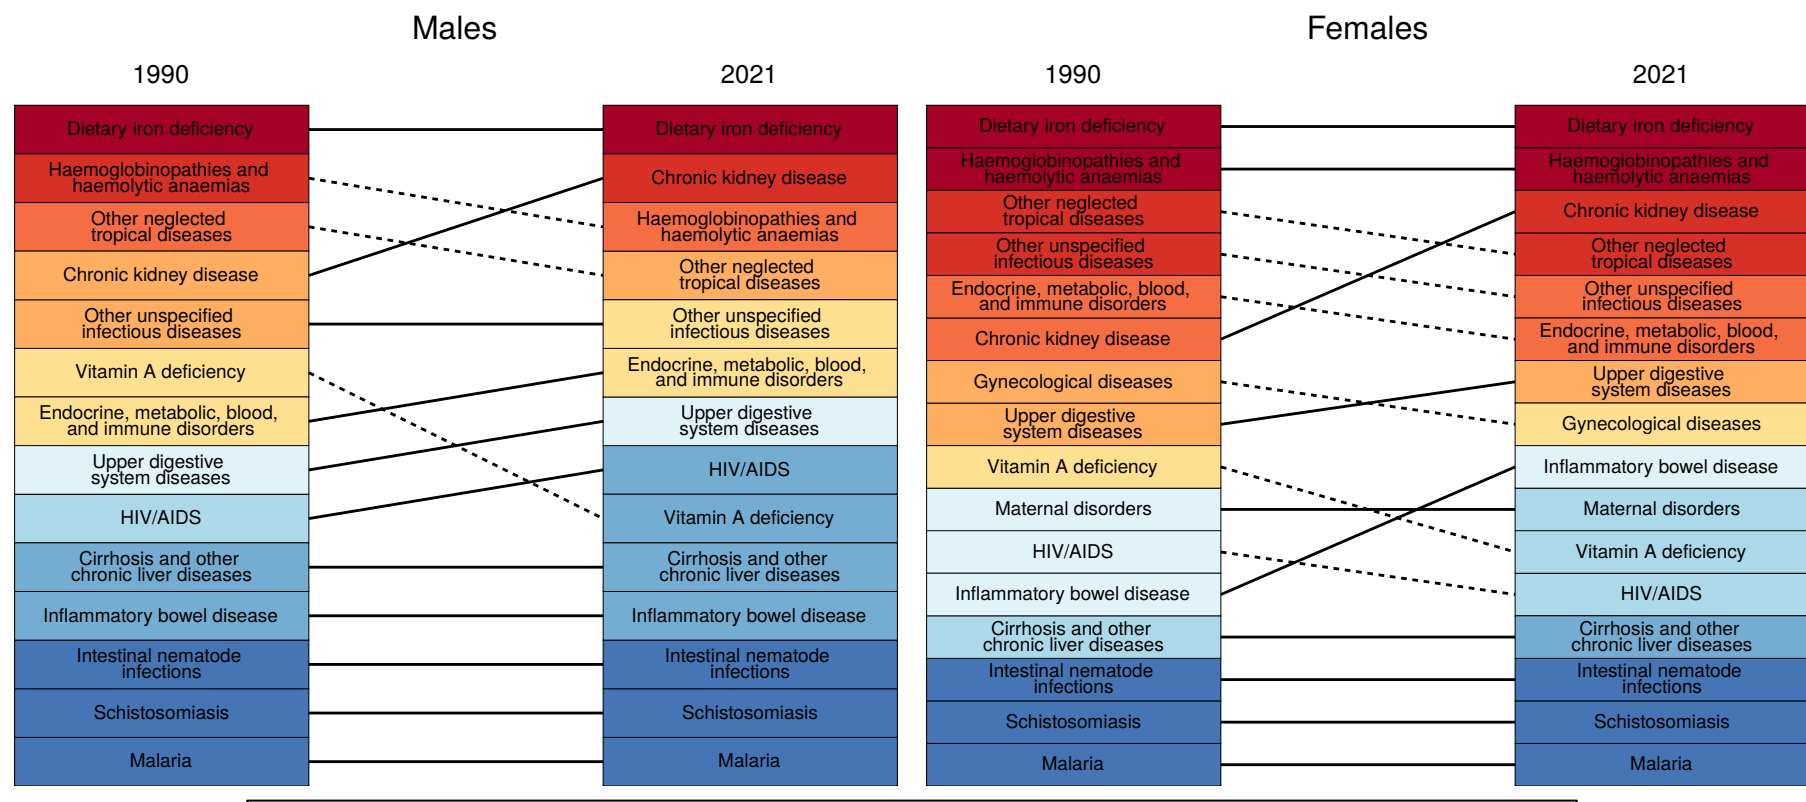 Males
Females
1990
2021
1990
2021
Dietary iron deficiency
Haemoglobinopathies and
haemolytic anaemias
Other neglected
tropical diseases
Chronic kidney disease
Other unspecified
infectious diseases
Vitamin A deficiency
Endocrine, metabolic, blood,
and immune disorders
Upper digestive
system diseases
HIV/AIDS
Cirrhosis and other
chronic liver diseases
Inflammatory bowel disease
Intestinal nematode
infections
Schistosomiasis
Malaria
Dietary iron deficiency
Chronic kidney disease
Haemoglobinopathies and
haemolytic anaemias
Other neglected
tropical diseases
Other unspecified
infectious diseases
Endocrine, metabolic, blood,
and immune disorders
Upper digestive
system diseases
HIV/AIDS
Vitamin A deficiency
Cirrhosis and other
chronic liver diseases
Inflammatory bowel disease
Intestinal nematode
infections
Schistosomiasis
Malaria
Dietary iron deficiency
Haemoglobinopathies and
haemolytic anaemias
Other neglected
tropical diseases
Other unspecified
infectious diseases
Endocrine, metabolic, blood,
and immune disorders
Chronic kidney disease
Gynecological diseases
Upper digestive
system diseases
Vitamin A deficiency
Maternal disorders
HIV/AIDS
Inflammatory bowel disease
Cirrhosis and other
chronic liver diseases
Intestinal nematode
infections
Schistosomiasis
Malaria
Dietary iron deficiency
Haemoglobinopathies and
haemolytic anaemias
Chronic kidney disease
Other neglected
tropical diseases
Other unspecified
infectious diseases
Endocrine, metabolic, blood,
and immune disorders
Upper digestive
system diseases
Gynecological diseases
Inflammatory bowel disease
Maternal disorders
Vitamin A deficiency
HIV/AIDS
Cirrhosis and other
chronic liver diseases
Intestinal nematode
infections
Schistosomiasis
Malaria